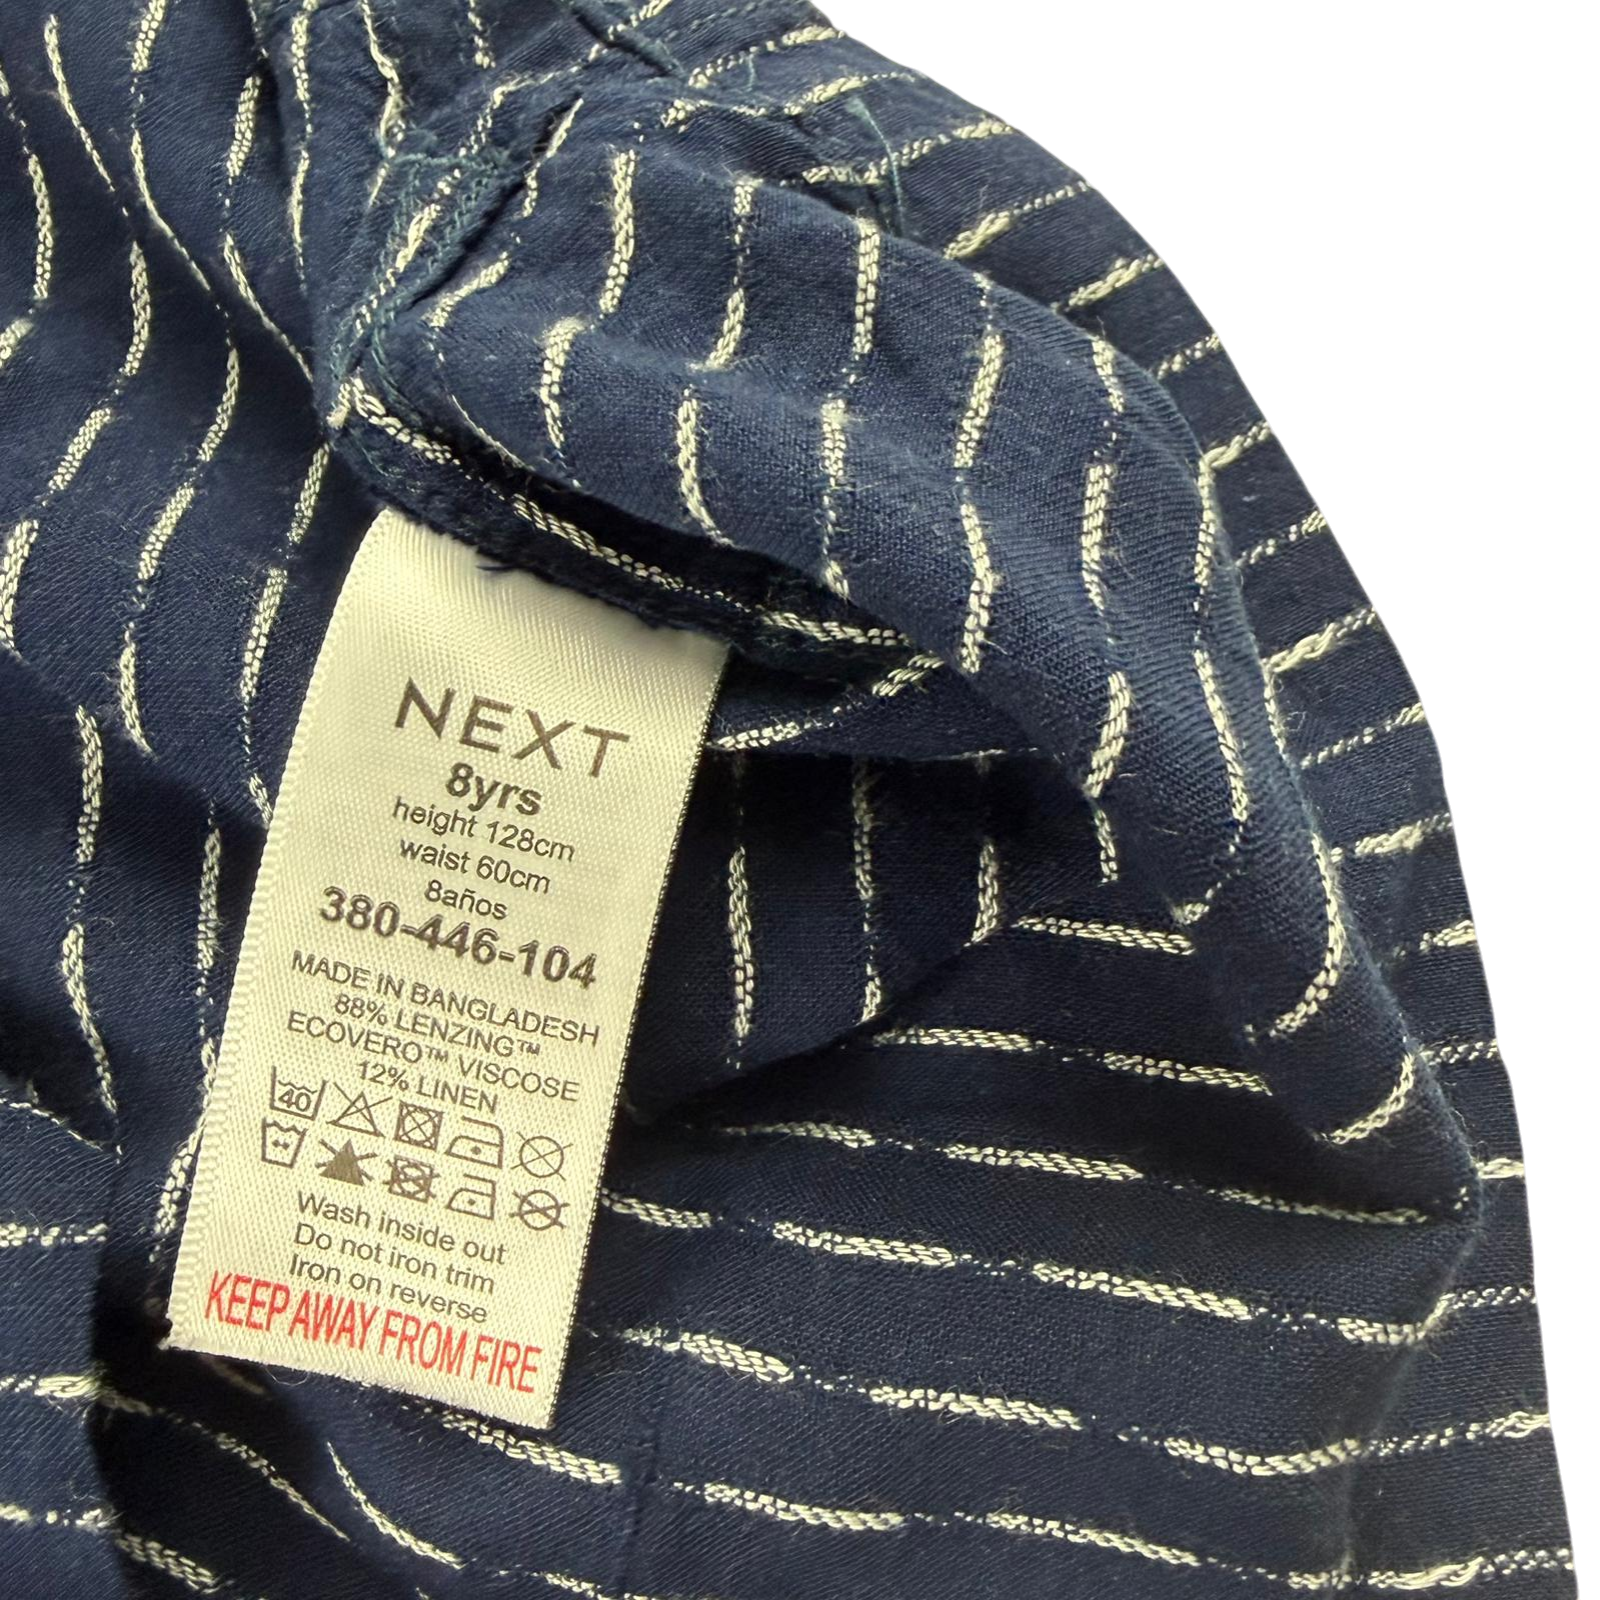 NEXT
8yrs
height 128cm
waist 60cm
8años
380-446-104
MADE IN BANGLADESH
88% LENZING™
ECOVERO™ VISCOSE
12% LINEN
40
Wash inside out
Do not iron trim
Iron on reverse
KEEP AWAY FROM FIRE